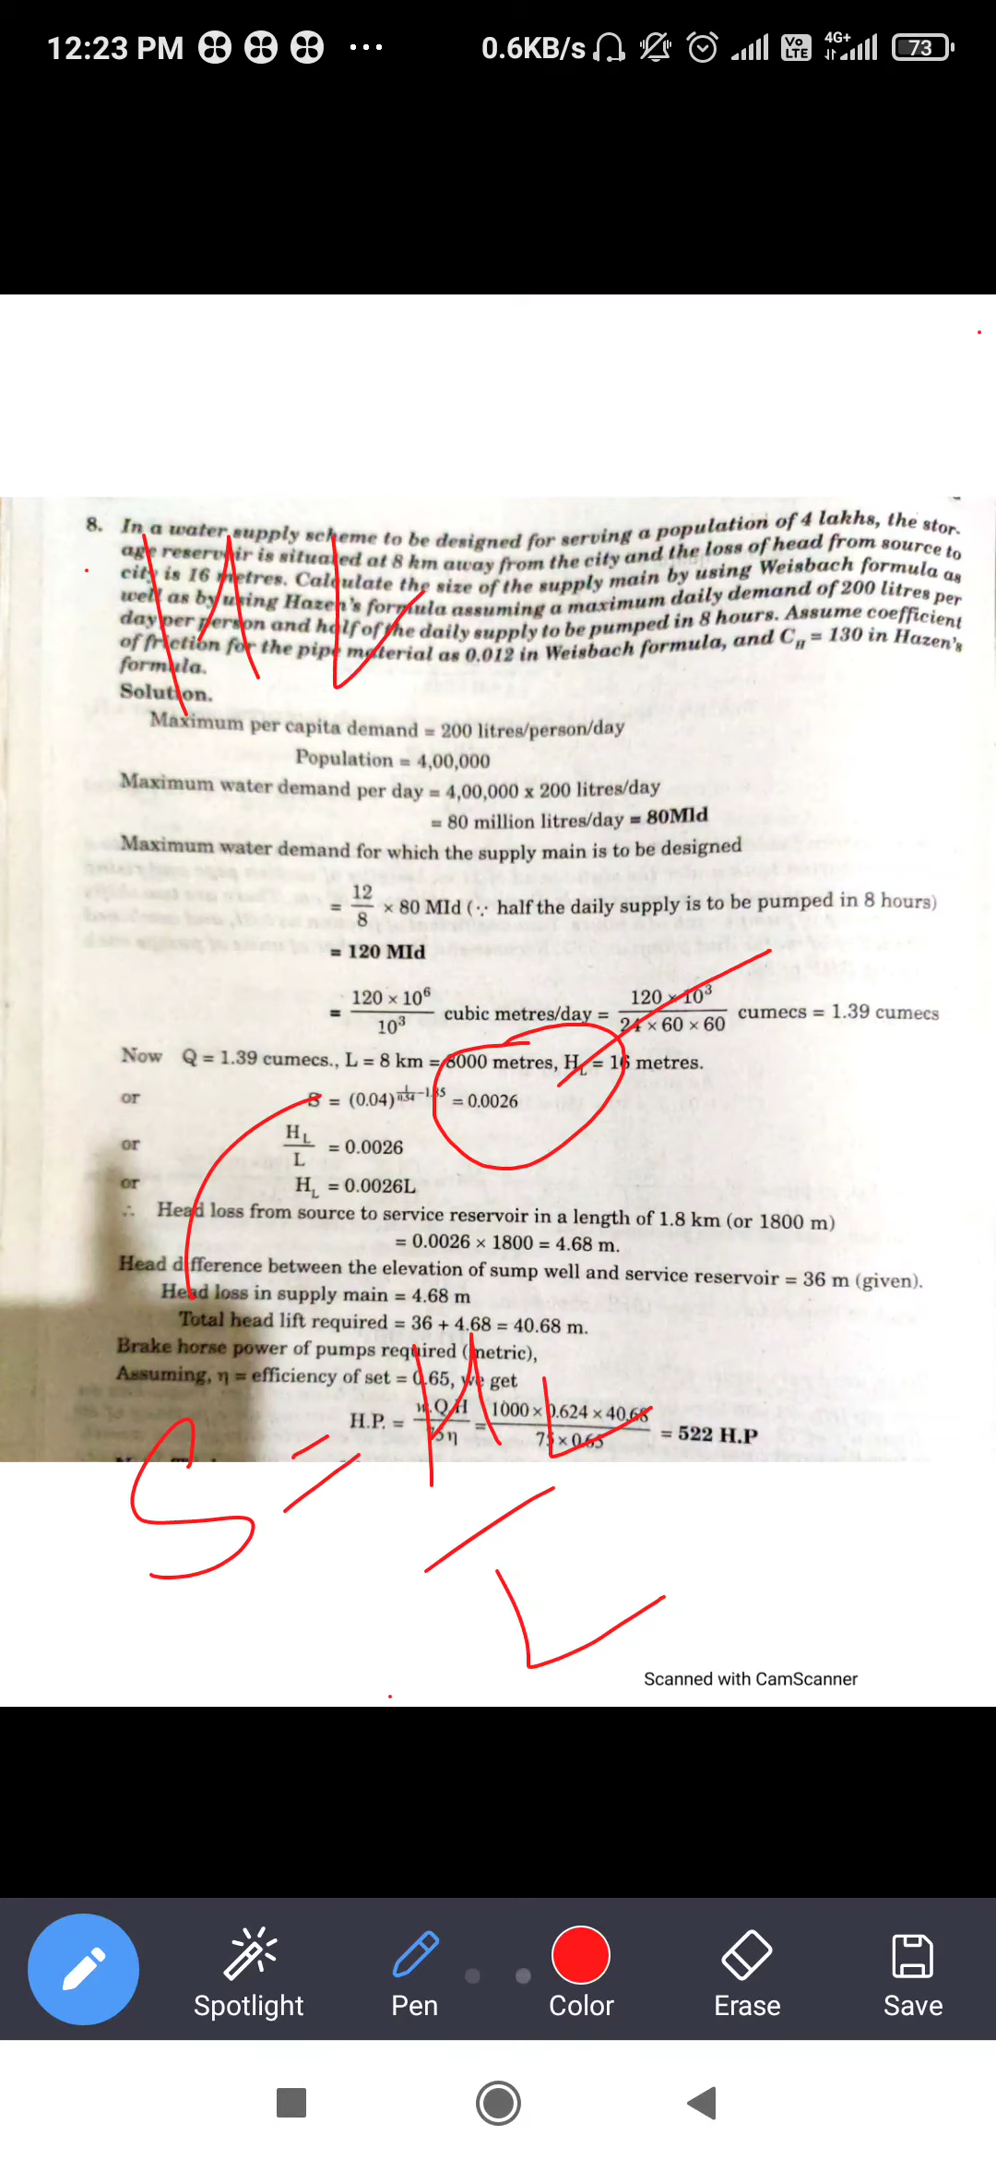 12:23 PM ... 0.6KB/s Vo LTE 4G+ 73
8. In a water supply scheme to be designed for serving a population of 4 lakhs, the stor-
age reservoir is situated at 8 km away from the city and the loss of head from source to
city is 16 metres. Calculate the size of the supply main by using Weisbach formula as
well as by using Hazen's formula assuming a maximum daily demand of 200 litres per
day per person and half of the daily supply to be pumped in 8 hours. Assume coefficient
of friction for the pipe material as 0.012 in Weisbach formula, and C_H = 130 in Hazen's
formula.
Solution.
Maximum per capita demand = 200 litres/person/day
Population = 4,00,000
Maximum water demand per day = 4,00,000 x 200 litres/day
= 80 million litres/day = 80Mld
Maximum water demand for which the supply main is to be designed
= 12/8 × 80 MId (∵ half the daily supply is to be pumped in 8 hours)
= 120 MId
= 120 × 10⁶ / 10³ cubic metres/day = 120 × 10³ / 24 × 60 × 60 cumecs = 1.39 cumecs
Now Q = 1.39 cumecs., L = 8 km = 8000 metres, H_L = 16 metres.
or S = (0.04) = 0.0026
or H_L / L = 0.0026
or H_L = 0.0026L
∴ Head loss from source to service reservoir in a length of 1.8 km (or 1800 m)
= 0.0026 × 1800 = 4.68 m.
Head difference between the elevation of sump well and service reservoir = 36 m (given).
Head loss in supply main = 4.68 m
Total head lift required = 36 + 4.68 = 40.68 m.
Brake horse power of pumps required (metric),
Assuming, η = efficiency of set = 0.65, we get
H.P. = w.Q.H / 75η = 1000 × 0.624 × 40.68 / 75 × 0.65 = 522 H.P
S = HL / L
Scanned with CamScanner
Spotlight Pen Color Erase Save